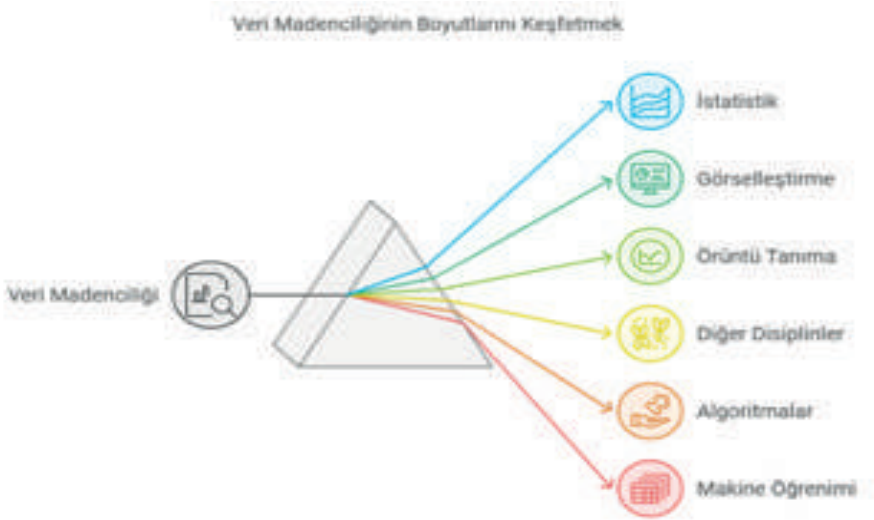 Veri Madenciliğinin Boyutlarını Keşfetmek
İstatistik
Görselleştirme
Örüntü Tanıma
Veri Madenciliği
Diğer Disiplinler
Algoritmalar
Makine Öğrenimi